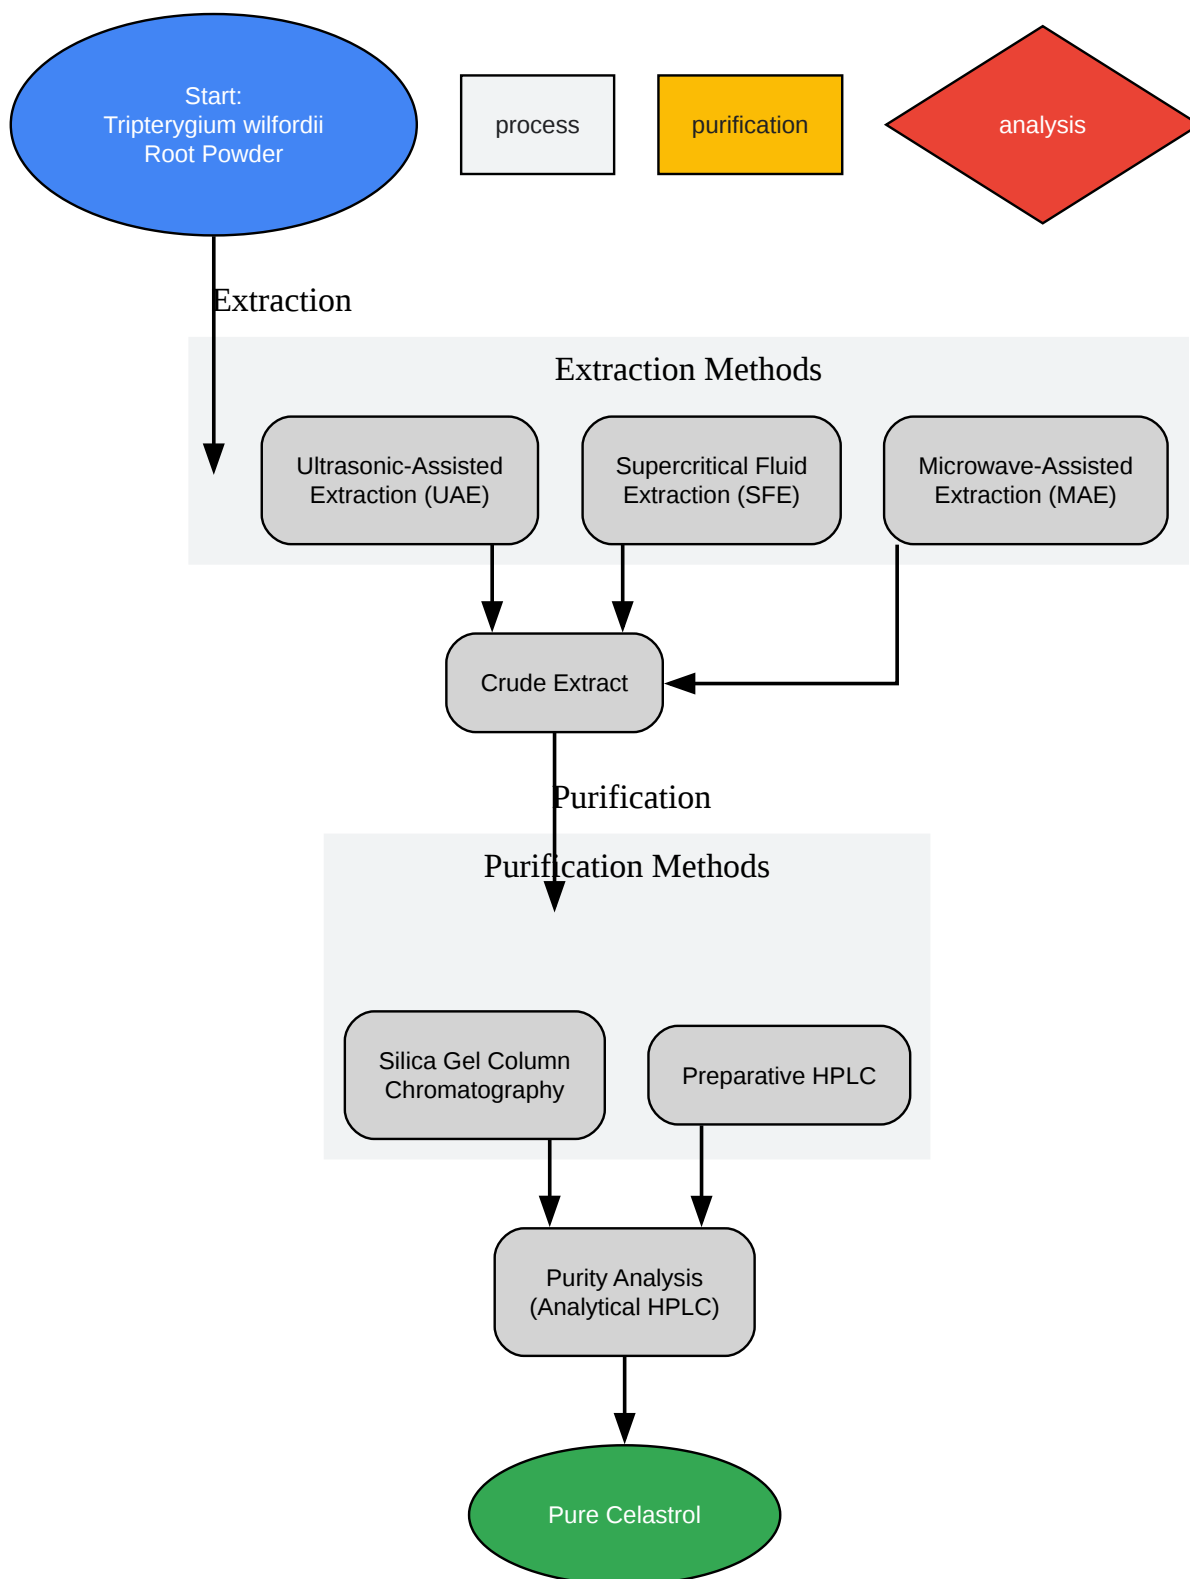 Start:
Tripterygium wilfordii
Root Powder
process
purification
analysis
Extraction
Extraction Methods
Ultrasonic-Assisted
Extraction (UAE)
Supercritical Fluid
Extraction (SFE)
Microwave-Assisted
Extraction (MAE)
Crude Extract
Purification
Purification Methods
Silica Gel Column
Chromatography
Preparative HPLC
Purity Analysis
(Analytical HPLC)
Pure Celastrol